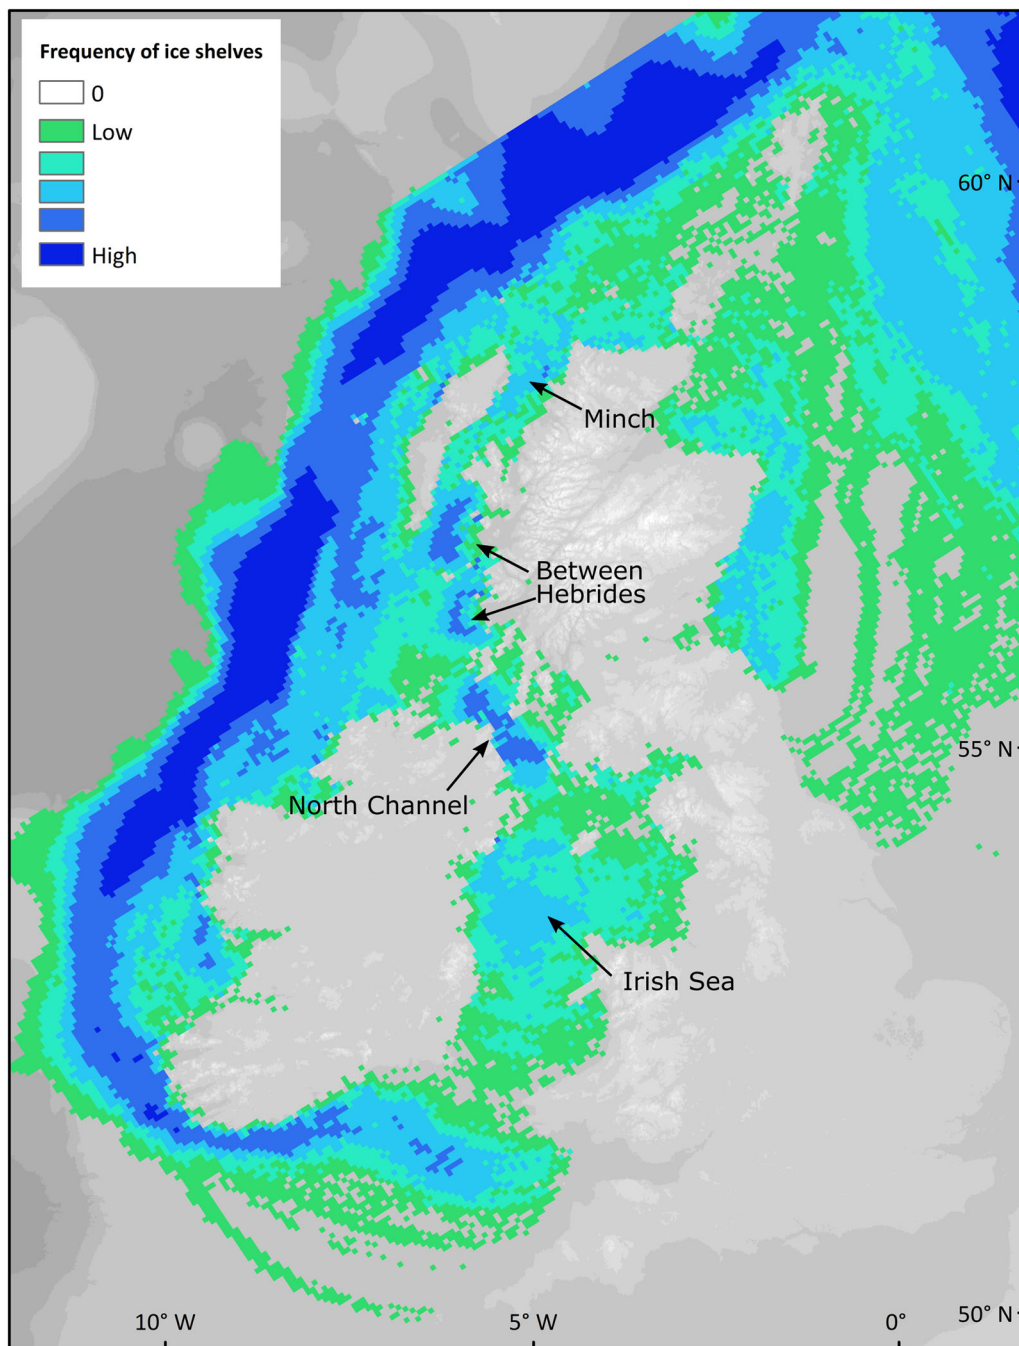 Frequency of ice shelves
0
Low
High
60° N
Minch
Between
Hebrides
55° N
North Channel
Irish Sea
10° W
5° W
0°
50° N